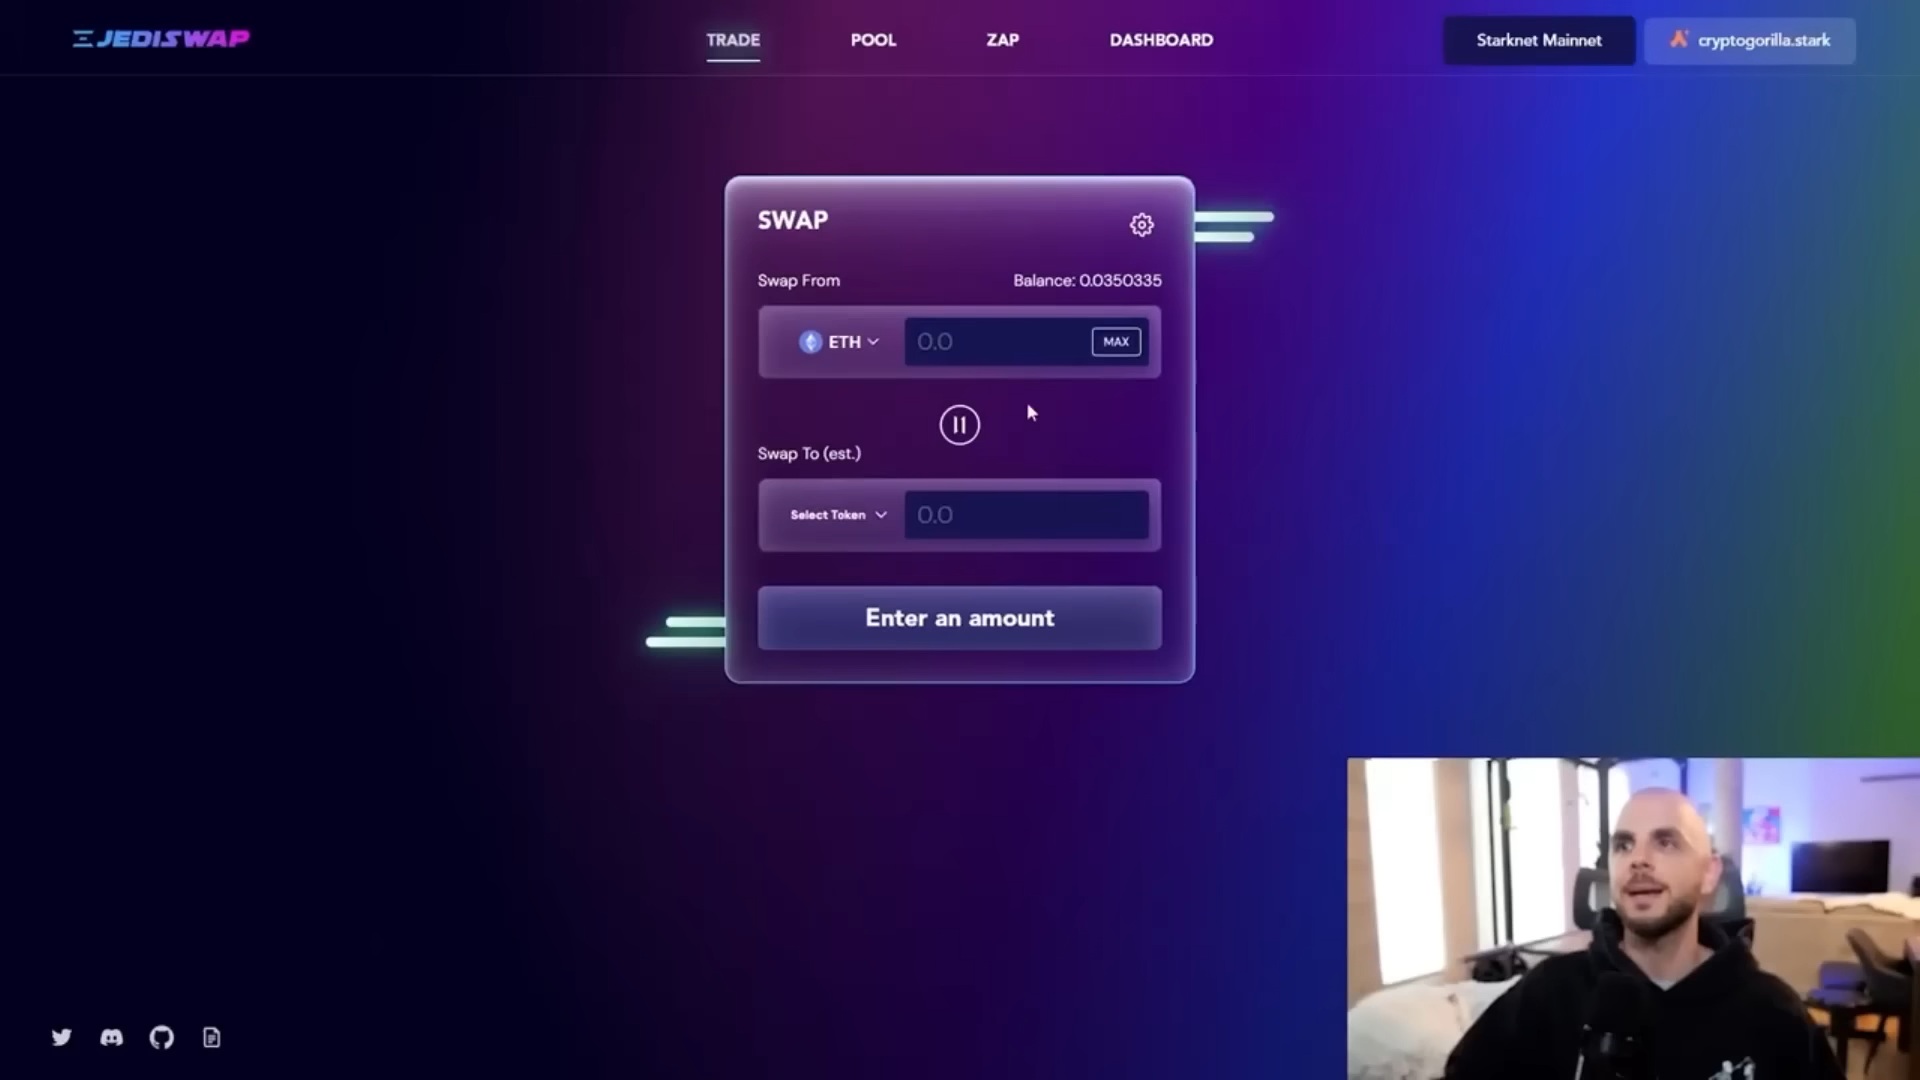 JEDISWAP
TRADE
POOL
ZAP
DASHBOARD
Starknet Mainnet
cryptogorilla.stark
SWAP
Swap From
Balance: 0.0350335
ETH
0.0
MAX
Swap To (est.)
Select Token
0.0
Enter an amount